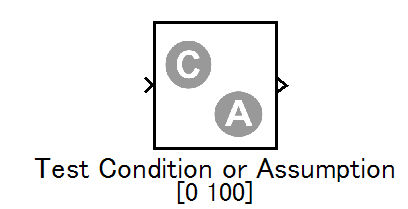 C
A
Test Condition or Assumption
[0 100]